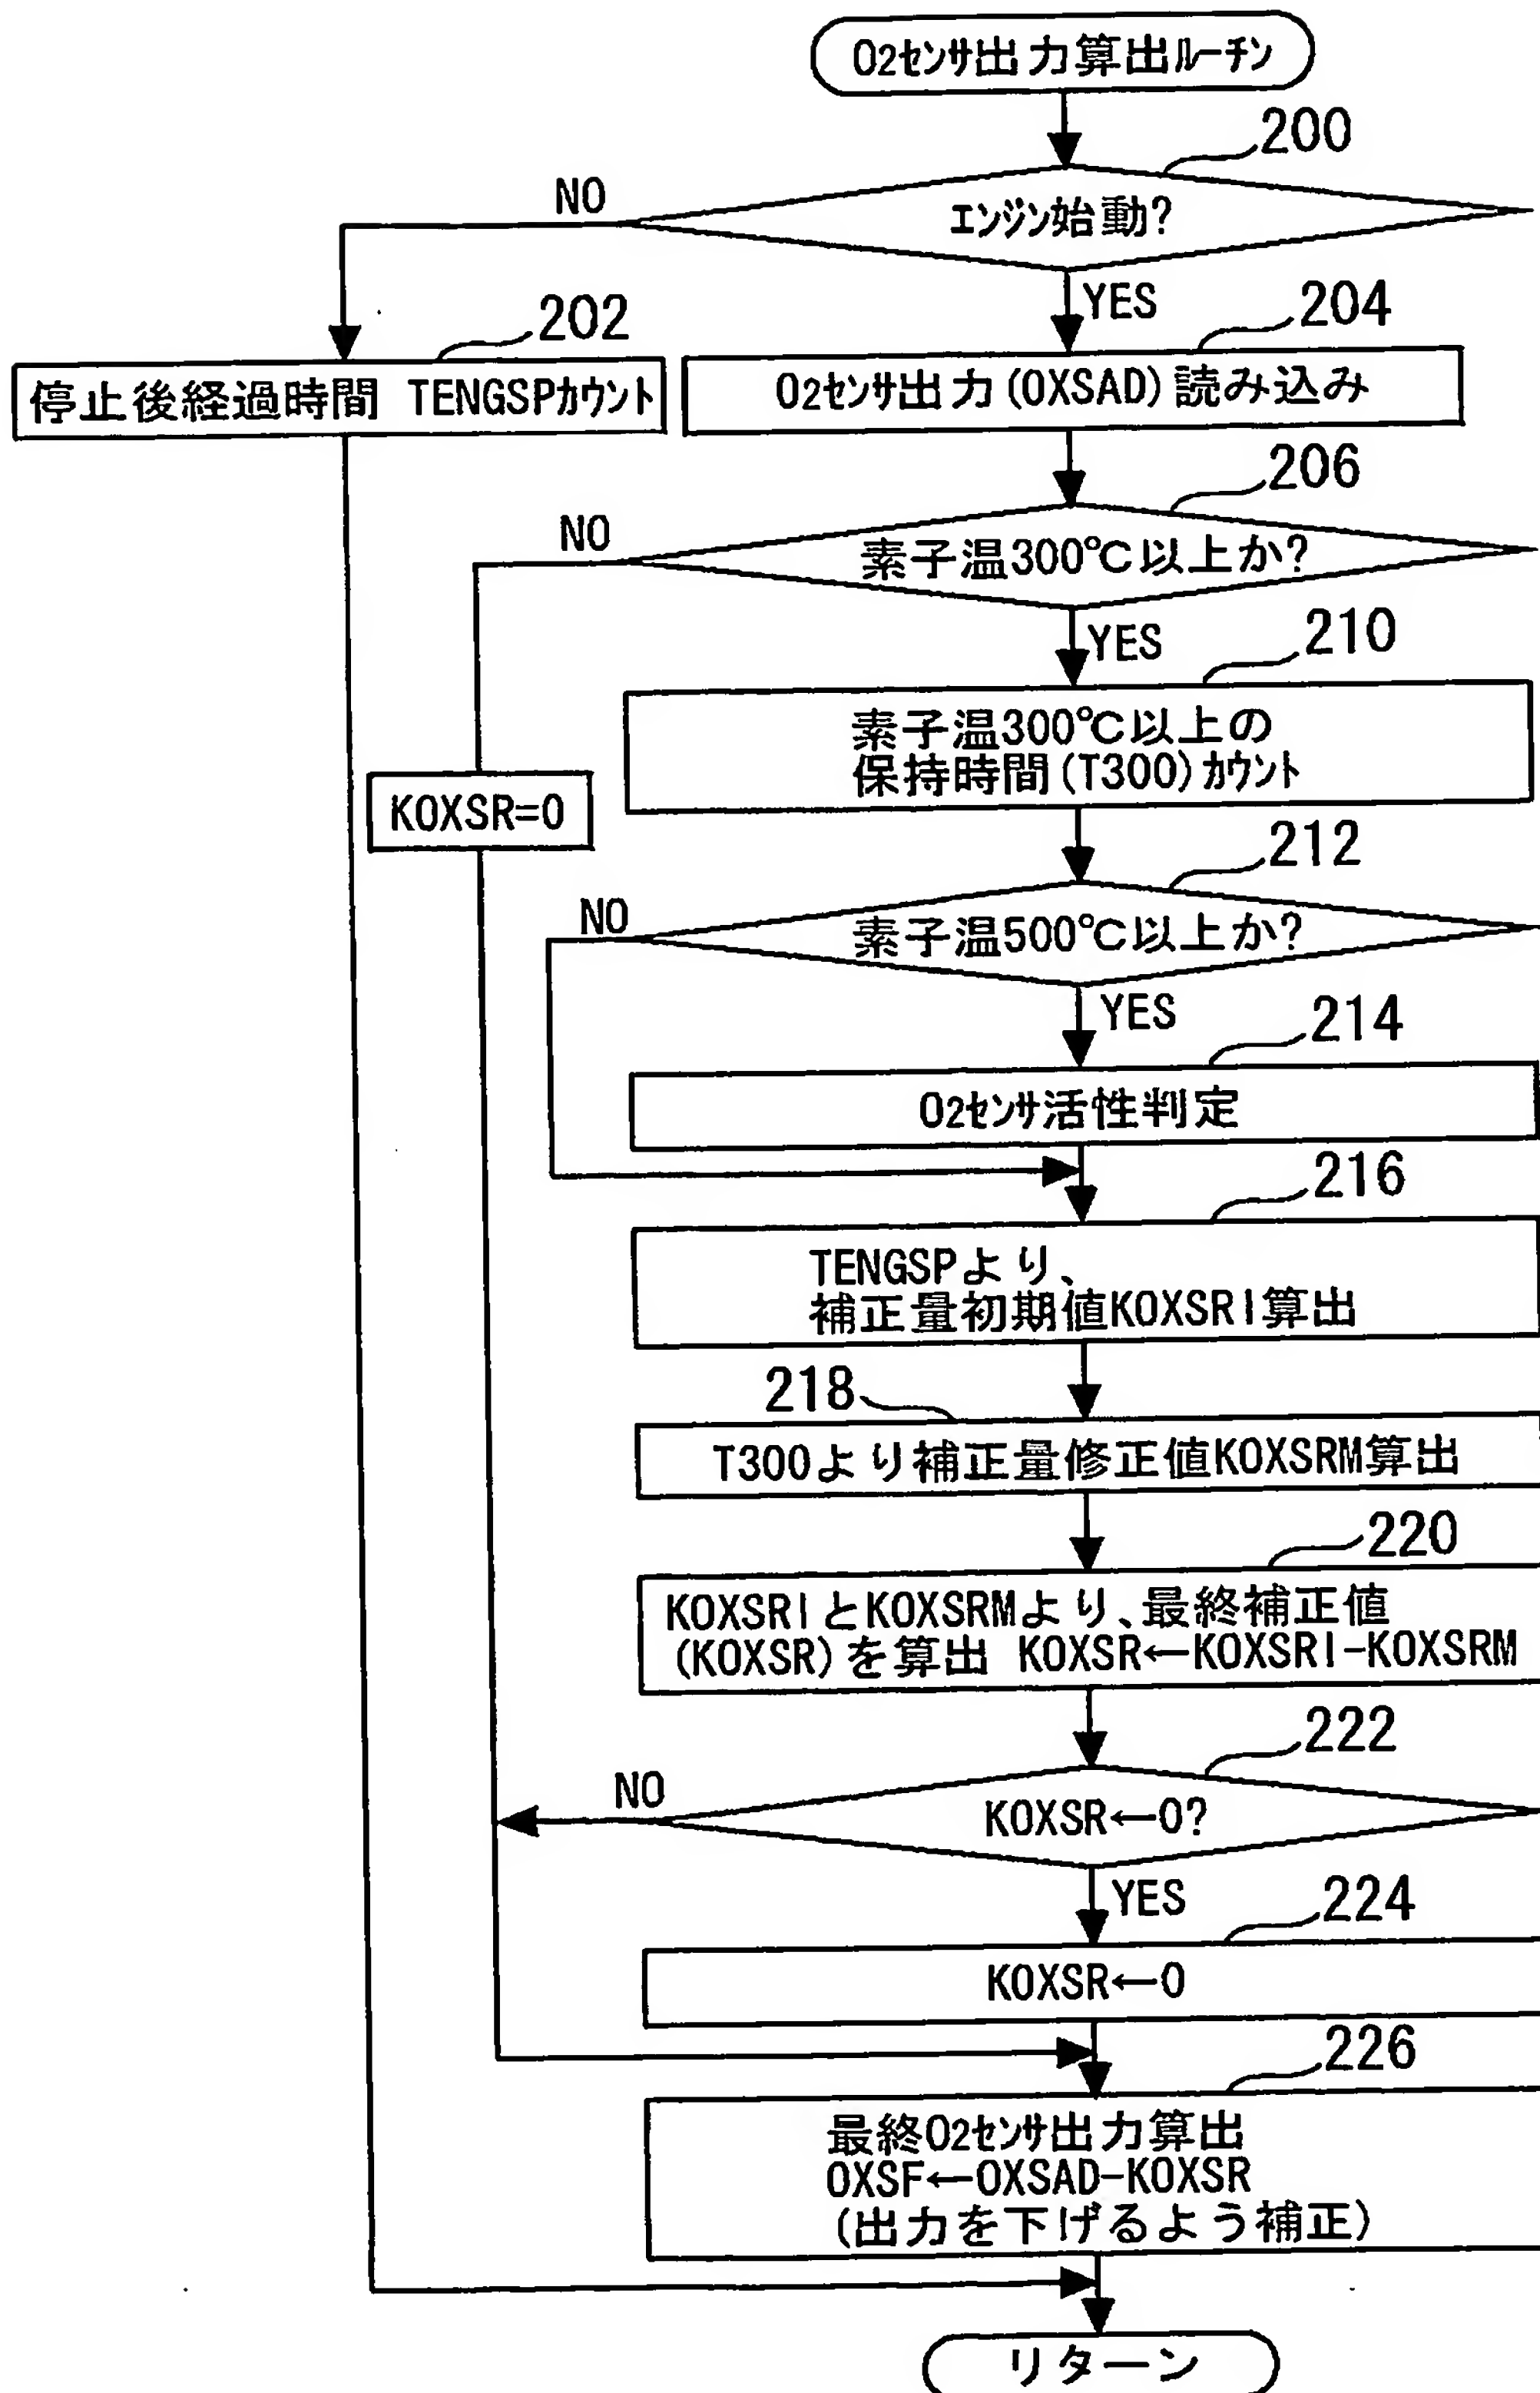 O2ｾﾝｻ出力算出ﾙｰﾁﾝ
200
NO
ｴﾝｼﾞﾝ始動?
202
YES
204
停止後経過時間 TENGSPｶｳﾝﾄ
O2ｾﾝｻ出力(OXSAD)読み込み
206
NO
素子温300℃以上か?
YES
210
素子温300℃以上の
保持時間(T300)ｶｳﾝﾄ
KOXSR=0
212
NO
素子温500℃以上か?
YES
214
O2ｾﾝｻ活性判定
216
TENGSPより、
補正量初期値KOXSRI算出
218
T300より補正量修正値KOXSRM算出
220
KOXSRIとKOXSRMより、最終補正値
(KOXSR)を算出 KOXSR←KOXSRI-KOXSRM
222
NO
KOXSR←0?
YES
224
KOXSR←0
226
最終O2ｾﾝｻ出力算出
OXSF←OXSAD-KOXSR
(出力を下げるよう補正)
リターン